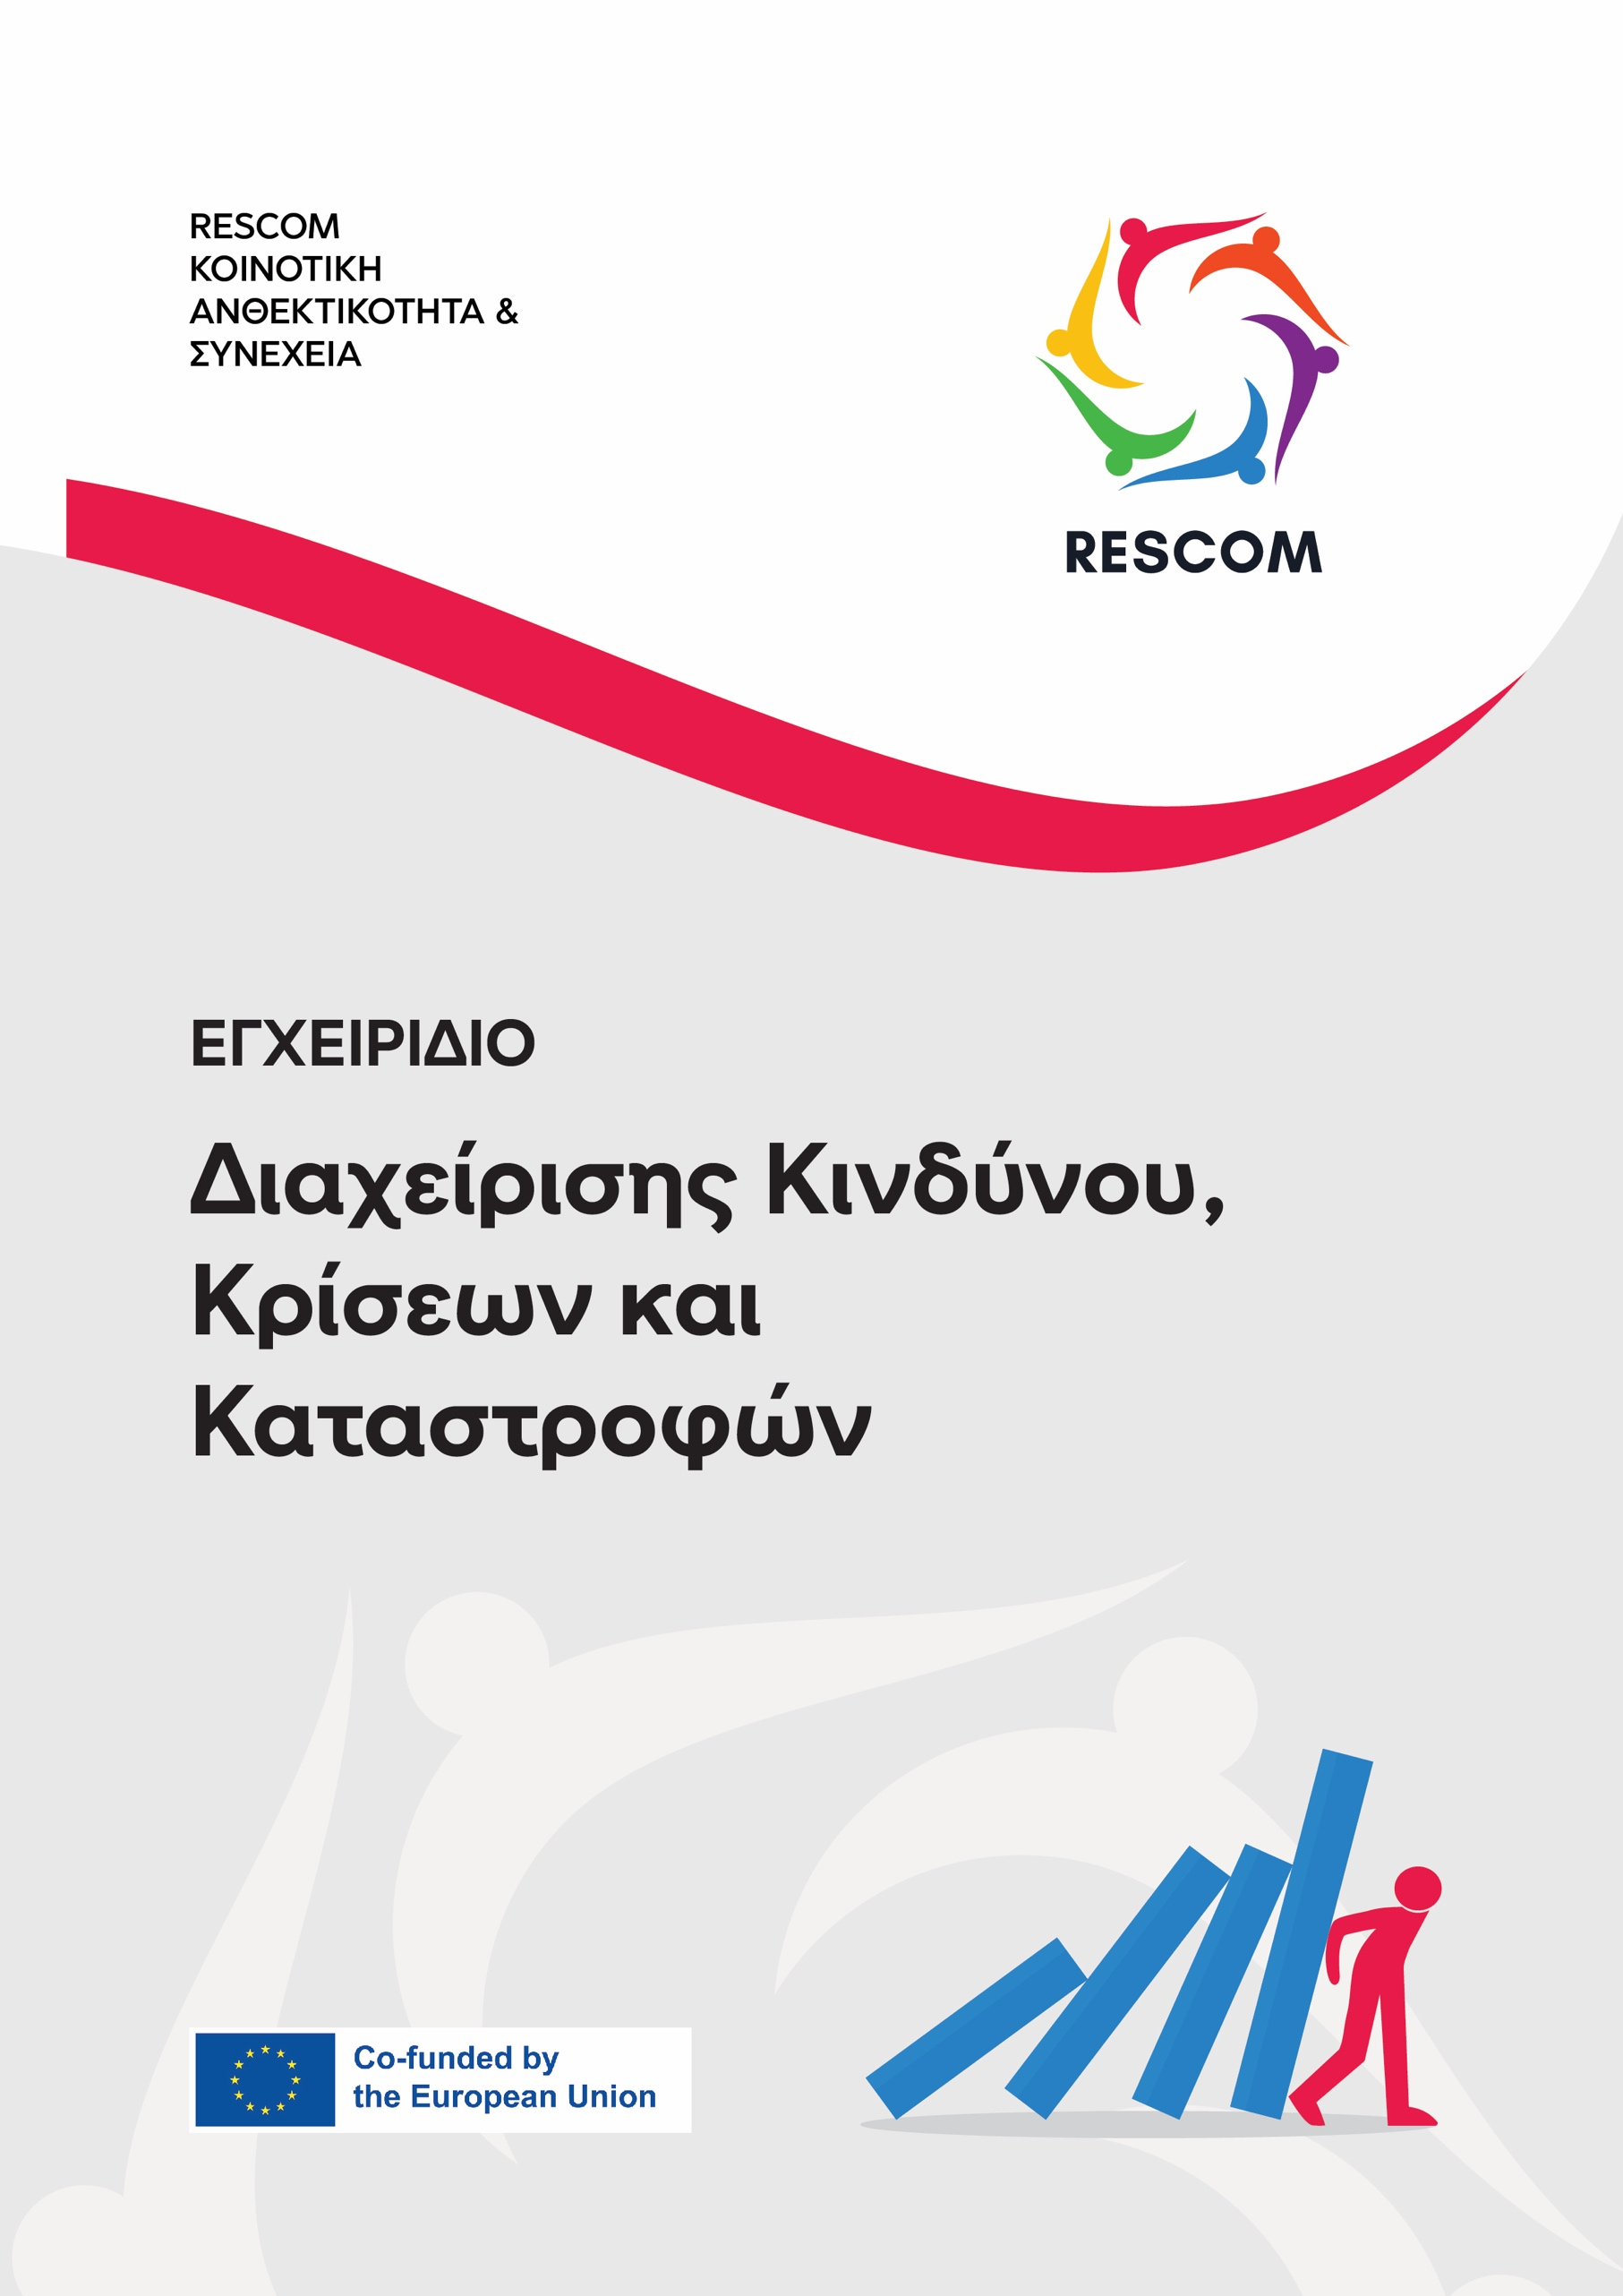 RESCOM
ΚΟΙΝΟΤΙΚΗ
ΑΝΘΕΚΤΙΚΟΤΗΤΑ &
ΣΥΝΕΧΕΙΑ
RESCOM
ΕΓΧΕΙΡΙΔΙΟ
Διαχείρισης Κινδύνου,
Κρίσεων και
Καταστροφών
Co-funded by
the European Union